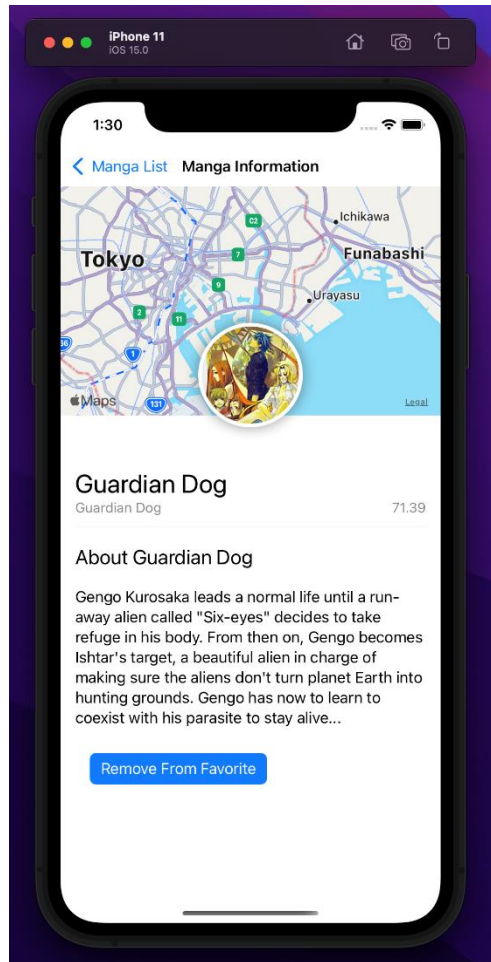 iPhone 11
iOS 15.0
1:30
Manga List Manga Information
C2
Ichikawa
Tokyo
7
Funabashi
9
Urayasu
2
11
66
1
Maps
131
Legal
Guardian Dog
Guardian Dog 71.39
About Guardian Dog
Gengo Kurosaka leads a normal life until a run-
away alien called "Six-eyes" decides to take
refuge in his body. From then on, Gengo becomes
Ishtar's target, a beautiful alien in charge of
making sure the aliens don't turn planet Earth into
hunting grounds. Gengo has now to learn to
coexist with his parasite to stay alive...
Remove From Favorite